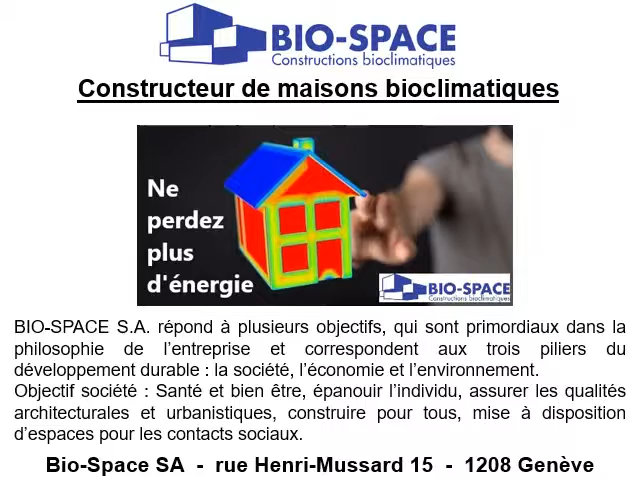 BIO-SPACE
Constructions bioclimatiques
Constructeur de maisons bioclimatiques
Ne
perdez
plus
d'énergie
BIO-SPACE
Constructions bioclimatiques
BIO-SPACE S.A. répond à plusieurs objectifs, qui sont primordiaux dans la
philosophie de l'entreprise et correspondent aux trois piliers du
développement durable : la société, l'économie et l'environnement.
Objectif société : Santé et bien être, épanouir l'individu, assurer les qualités
architecturales et urbanistiques, construire pour tous, mise à disposition
d'espaces pour les contacts sociaux.
Bio-Space SA - rue Henri-Mussard 15 - 1208 Genève